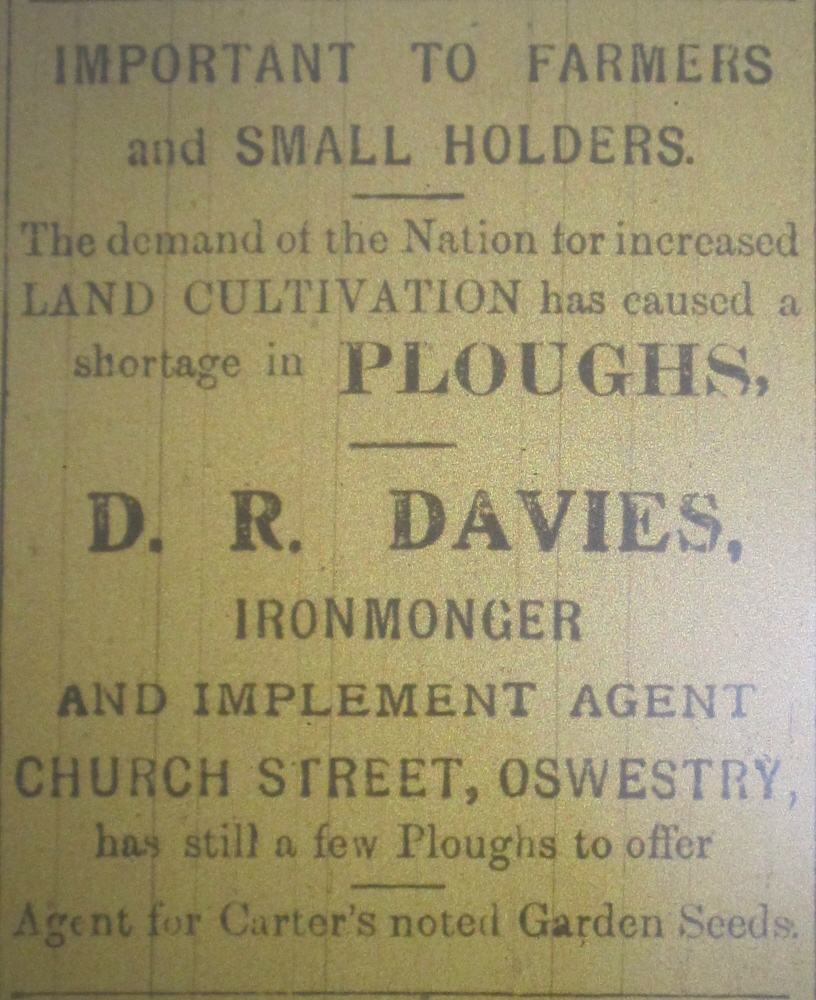 IMPORTANT TO FARMERS
and SMALL HOLDERS.
The demand of the Nation for increased
LAND CULTIVATION has caused a
shortage in PLOUGHS,
D. R. DAVIES,
IRONMONGER
AND IMPLEMENT AGENT
CHURCH STREET, OSWESTRY,
has still a few Ploughs to offer
Agent for Carter's noted Garden Seeds.